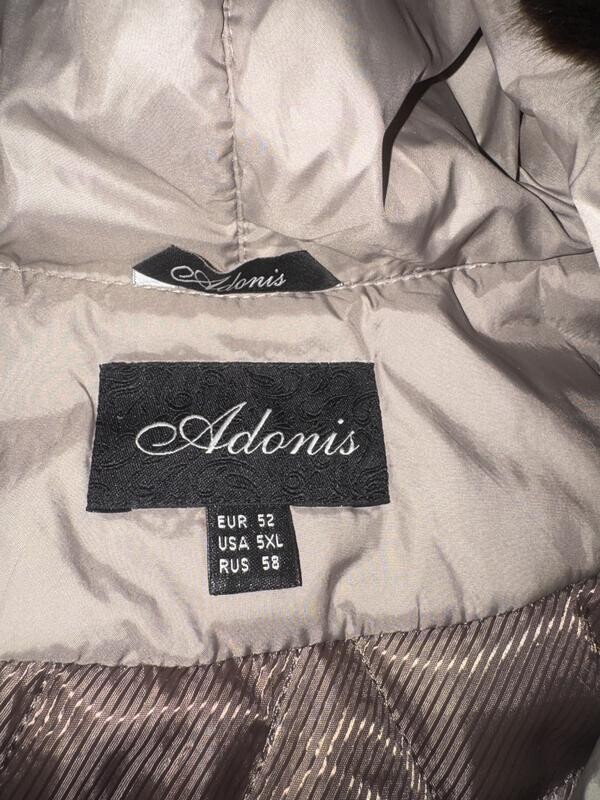 Adonis
Adonis
EUR 52
USA 5XL
RUS 58